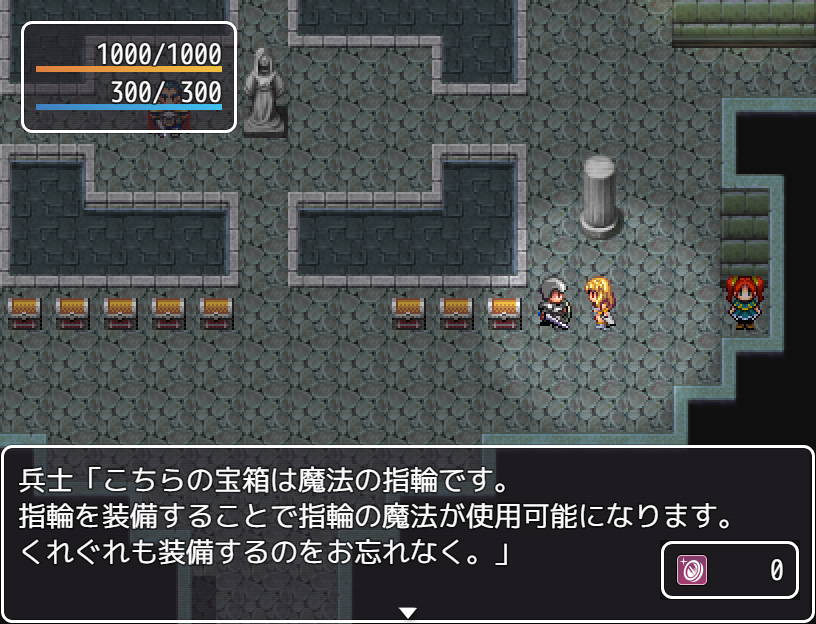 1000/1000
300/ 300
兵士「こちらの宝箱は魔法の指輪です。
指輪を装備することで指輪の魔法が使用可能になります。
くれぐれも装備するのをお忘れなく。」
0